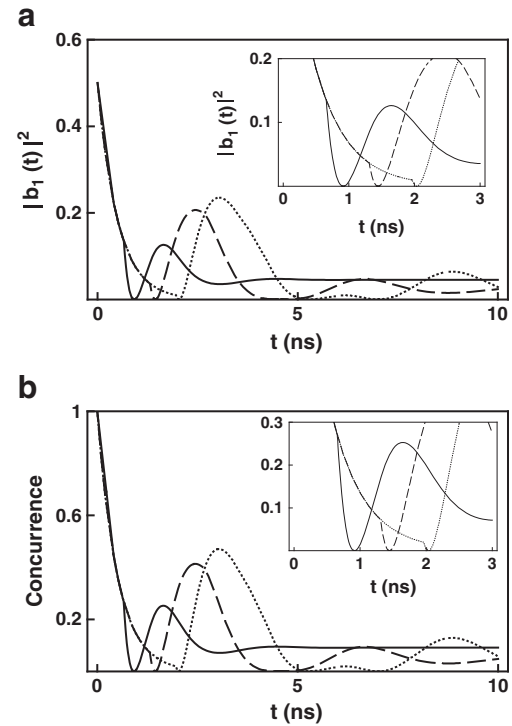 a
0.6
0.4
0.2
|b₁ (t)|²
0 5 10
t (ns)
0.2
0.1
|b₁ (t)|²
0 1 2 3
t (ns)
b
1
0.6
0.2
Concurrence
0 5 10
t (ns)
0.3
0.2
0.1
0 1 2 3
t (ns)